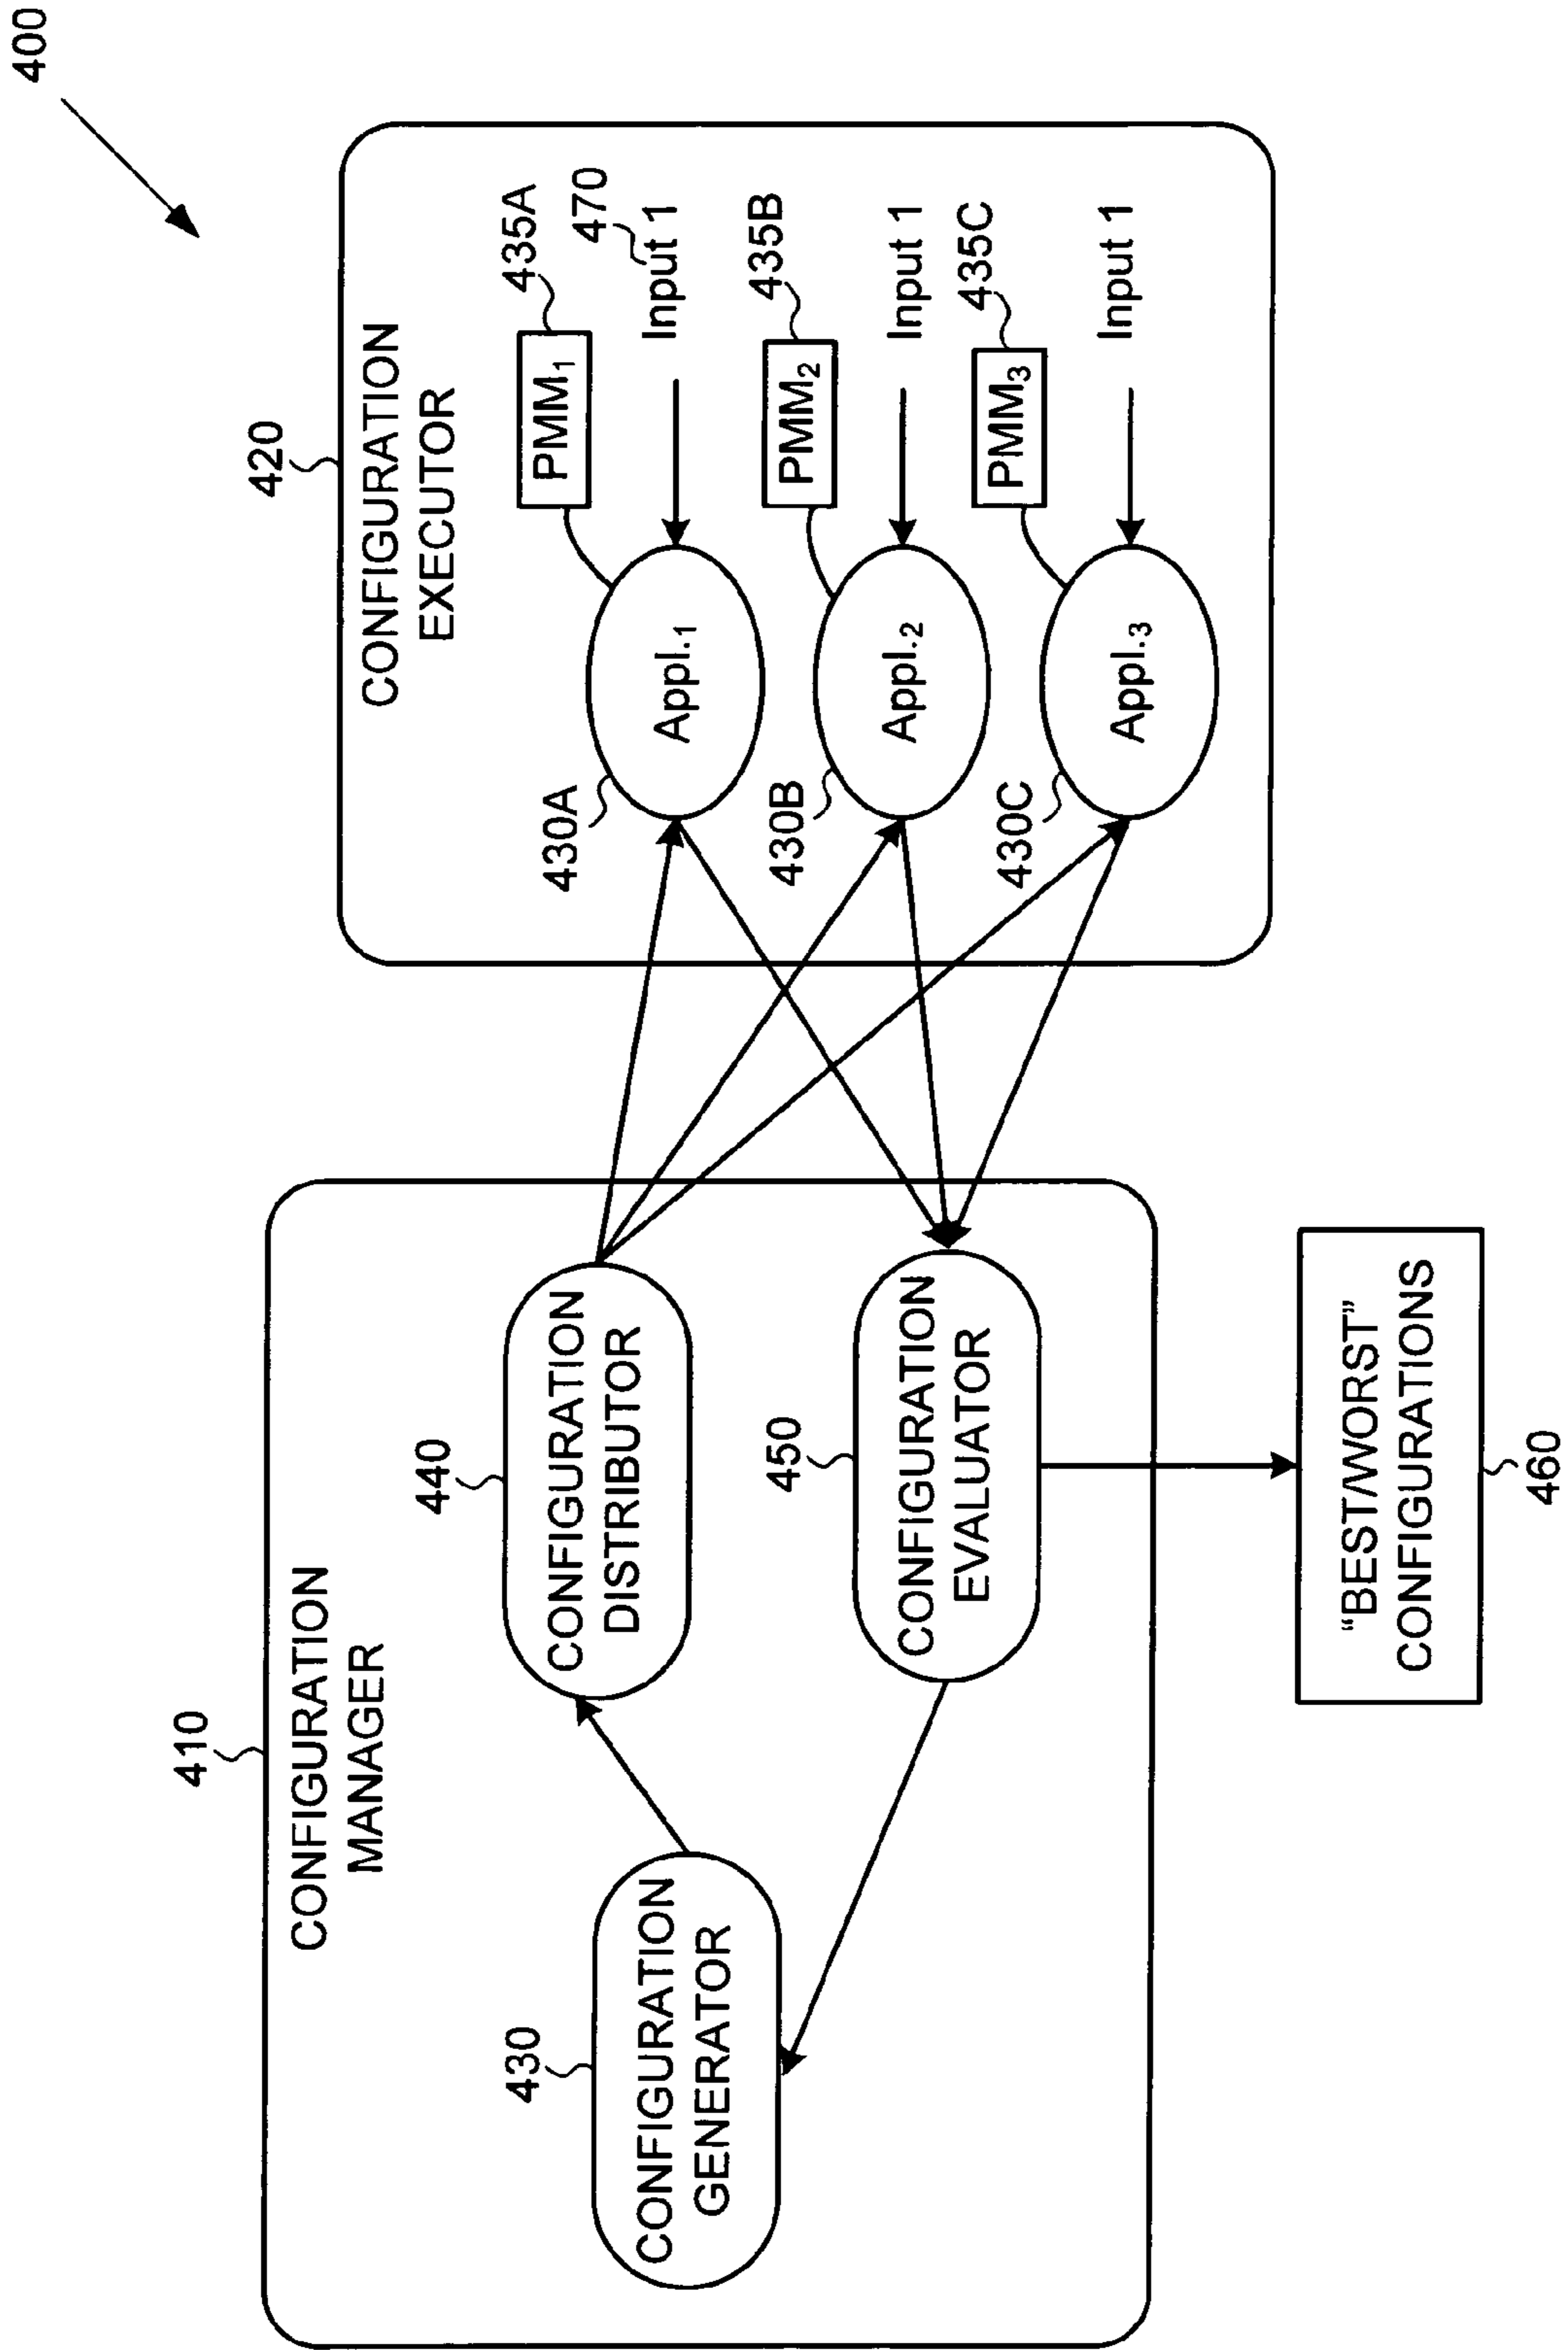 400
410
CONFIGURATION
MANAGER
430
CONFIGURATION
GENERATOR
440
CONFIGURATION
DISTRIBUTOR
450
CONFIGURATION
EVALUATOR
"BEST/WORST"
CONFIGURATIONS
460
420
CONFIGURATION
EXECUTOR
430A
Appl.1
PMM1
435A
470
Input 1
430B
Appl.2
PMM2
435B
Input 1
430C
Appl.3
PMM3
435C
Input 1